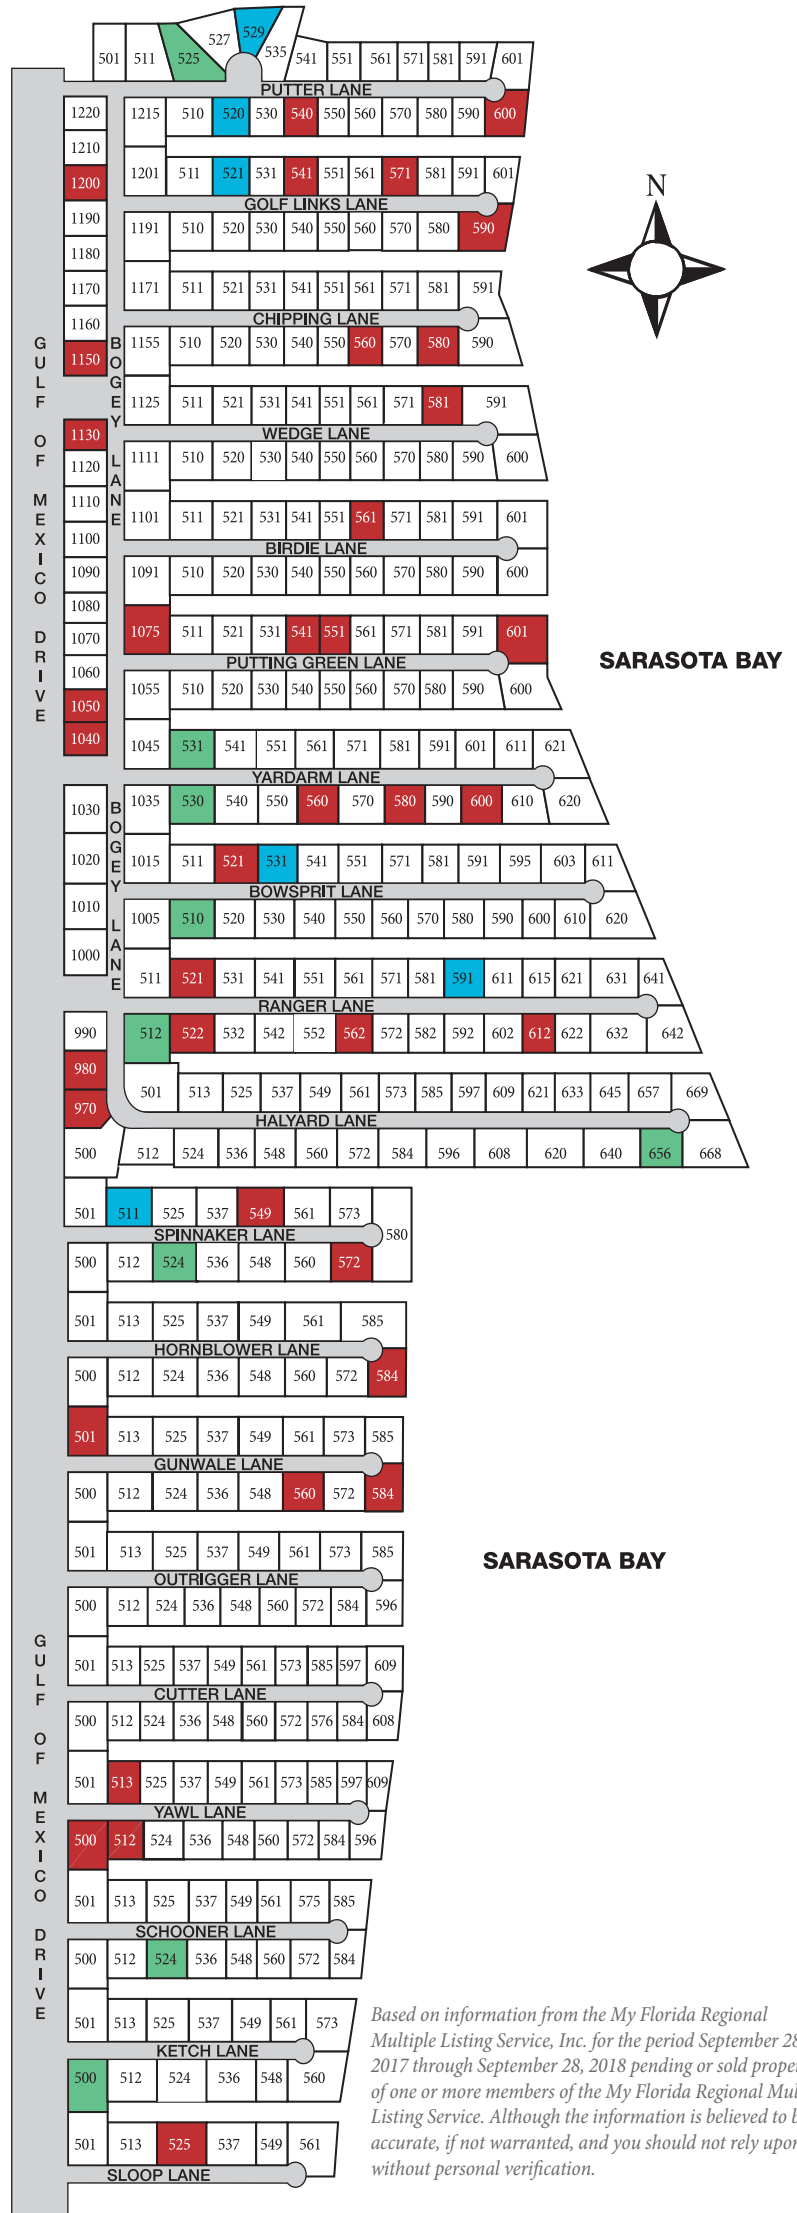 501 511 525 527 529 535 541 551 561 571 581 591 601
PUTTER LANE
1220 1215 510 520 530 540 550 560 570 580 590 600
1210
1200 1201 511 521 531 541 551 561 571 581 591 601
GOLF LINKS LANE
1190 1191 510 520 530 540 550 560 570 580 590
1180
1170 1171 511 521 531 541 551 561 571 581 591
CHIPPING LANE
1160
1150 1155 510 520 530 540 550 560 570 580 590
1125 511 521 531 541 551 561 571 581 591
WEDGE LANE
1130
1120 1111 510 520 530 540 550 560 570 580 590 600
1110
1100 1101 511 521 531 541 551 561 571 581 591 601
BIRDIE LANE
1090 1091 510 520 530 540 550 560 570 580 590 600
1080
1070 1075 511 521 531 541 551 561 571 581 591 601
PUTTING GREEN LANE
1060
1050 1055 510 520 530 540 550 560 570 580 590 600
1040 1045 531 541 551 561 571 581 591 601 611 621
YARDARM LANE
1030 1035 530 540 550 560 570 580 590 600 610 620
1020 1015 511 521 531 541 551 571 581 591 595 603 611
BOWSPRIT LANE
1010 1005 510 520 530 540 550 560 570 580 590 600 610 620
1000
511 521 531 541 551 561 571 581 591 611 615 621 631 641
RANGER LANE
990 512 522 532 542 552 562 572 582 592 602 612 622 632 642
980
970 501 513 525 537 549 561 573 585 597 609 621 633 645 657 669
HALYARD LANE
500 512 524 536 548 560 572 584 596 608 620 640 656 668
501 511 525 537 549 561 573 580
SPINNAKER LANE
500 512 524 536 548 560 572
501 513 525 537 549 561 585
HORNBLOWER LANE
500 512 524 536 548 560 572 584
501 513 525 537 549 561 573 585
GUNWALE LANE
500 512 524 536 548 560 572 584
501 513 525 537 549 561 573 585
OUTRIGGER LANE
500 512 524 536 548 560 572 584 596
501 513 525 537 549 561 573 585 597 609
CUTTER LANE
500 512 524 536 548 560 572 576 584 608
501 513 525 537 549 561 573 585 597 609
YAWL LANE
500 512 524 536 548 560 572 584 596
501 513 525 537 549 561 575 585
SCHOONER LANE
500 512 524 536 548 560 572 584
501 513 525 537 549 561 573
KETCH LANE
500 512 524 536 548 560
501 513 525 537 549 561
SLOOP LANE
GULF OF MEXICO DRIVE
BOGEY LANE
BOGEY LANE
GULF OF MEXICO DRIVE
N
SARASOTA BAY
SARASOTA BAY
Based on information from the My Florida Regional
Multiple Listing Service, Inc. for the period September 28
2017 through September 28, 2018 pending or sold proper
of one or more members of the My Florida Regional Mul
Listing Service. Although the information is believed to b
accurate, if not warranted, and you should not rely upon
without personal verification.